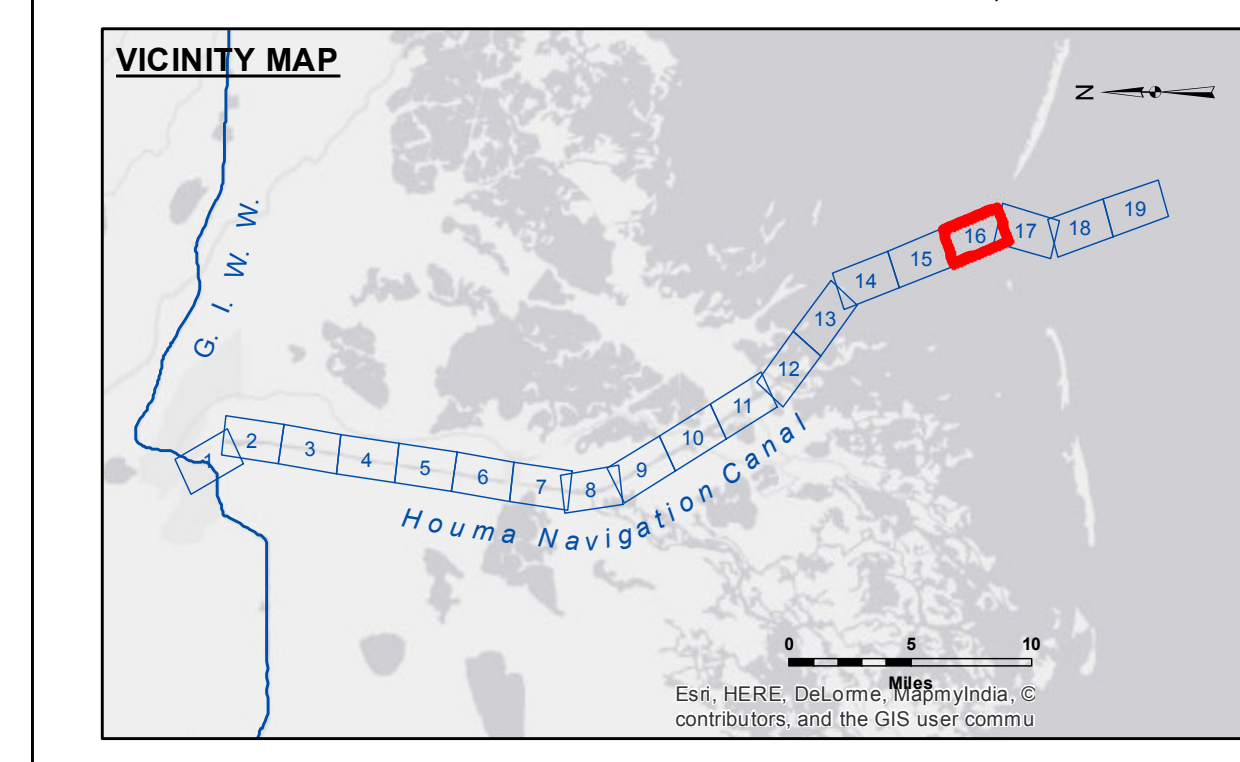 VICINITY MAP
N
G. I. W. W.
1
2
3
4
5
6
7
8
9
10
11
12
13
14
15
16
17
18
19
Houma Navigation Canal
0 5 10
Miles
Esri, HERE, DeLorme, MapmyIndia, ©
contributors, and the GIS user commu